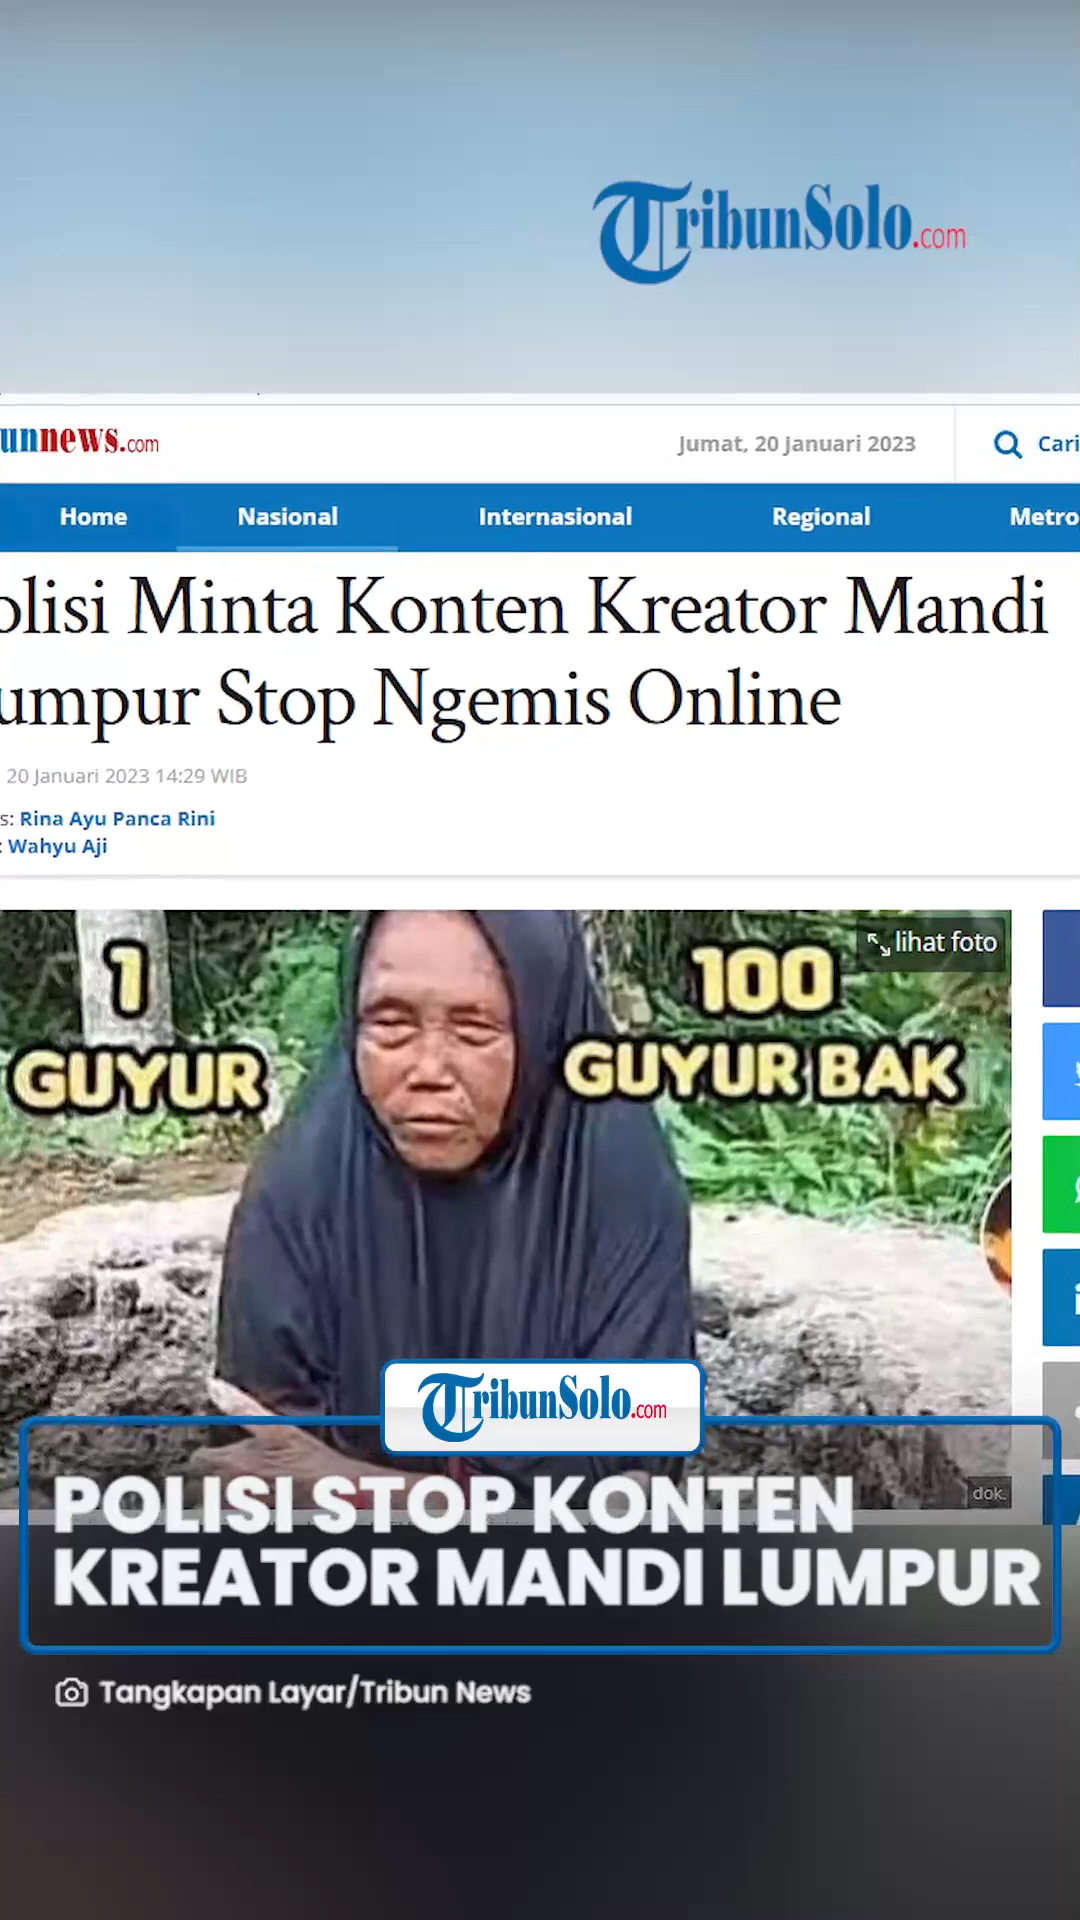 TribunSolo.com
unnews.com
Jumat, 20 Januari 2023
Cari
Home
Nasional
Internasional
Regional
Metro
olisi Minta Konten Kreator Mandi
umpur Stop Ngemis Online
20 Januari 2023 14:29 WIB
s: Rina Ayu Panca Rini
: Wahyu Aji
lihat foto
1
GUYUR
100
GUYUR BAK
dok.
TribunSolo.com
POLISI STOP KONTEN
KREATOR MANDI LUMPUR
Tangkapan Layar/Tribun News